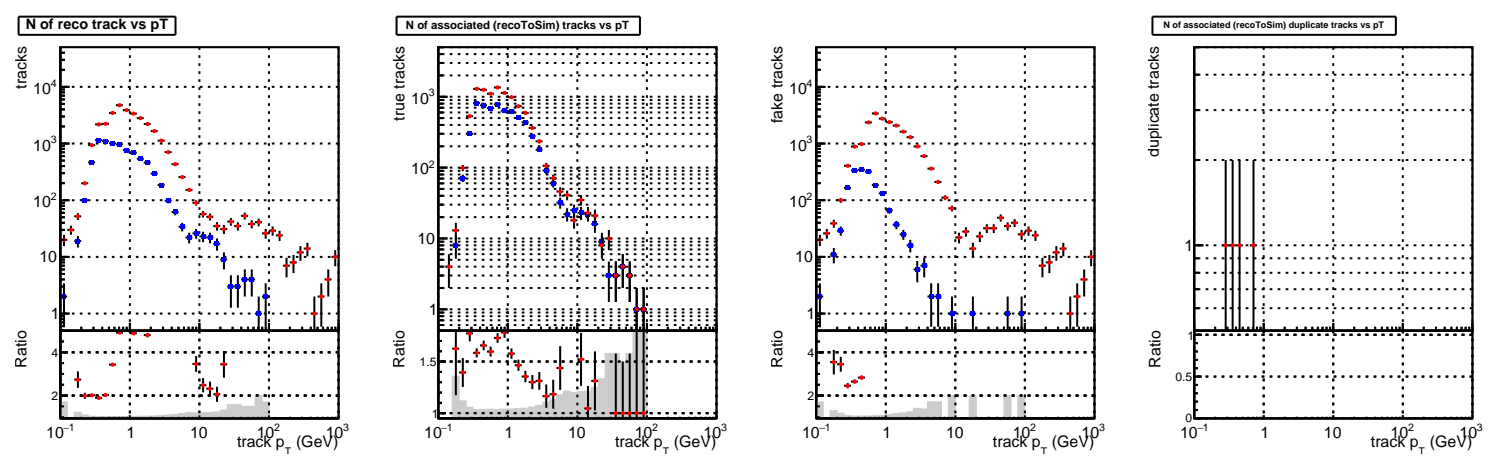 N of reco track vs pT
tracks
10^4
10^3
10^2
10
1
Ratio
4
2
10^-1 1 10 10^2 10^3
track p_T (GeV)
N of associated (recoToSim) tracks vs pT
true tracks
10^3
10^2
10
1
Ratio
1.5
1
10^-1 1 10 10^2 10^3
track p_T (GeV)
fake tracks
10^4
10^3
10^2
10
1
Ratio
4
2
10^-1 1 10 10^2 10^3
track p_T (GeV)
N of associated (recoToSim) duplicate tracks vs pT
duplicate tracks
1
Ratio
1
0.5
0
10^-1 1 10 10^2 10^3
track p_T (GeV)